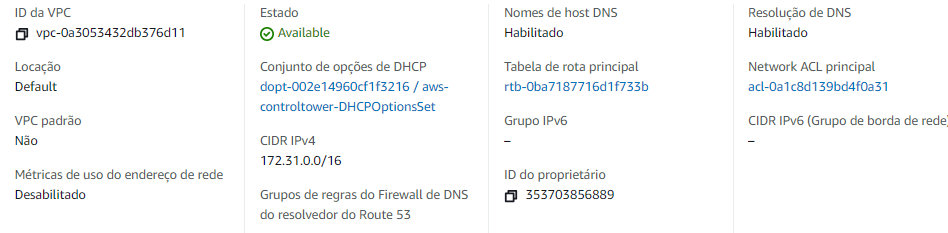 ID da VPC
vpc-0a3053432db376d11
Estado
Available
Nomes de host DNS
Habilitado
Resolução de DNS
Habilitado
Locação
Default
Conjunto de opções de DHCP
dopt-002e14960cf1f3216 / aws-
controltower-DHCPOptionsSet
Tabela de rota principal
rtb-0ba7187716d1f733b
Network ACL principal
acl-0a1c8d139bd4f0a31
VPC padrão
Não
CIDR IPv4
172.31.0.0/16
Grupo IPv6
–
CIDR IPv6 (Grupo de borda de rede)
–
Métricas de uso do endereço de rede
Desabilitado
Grupos de regras do Firewall de DNS
do resolvedor do Route 53
ID do proprietário
353703856889